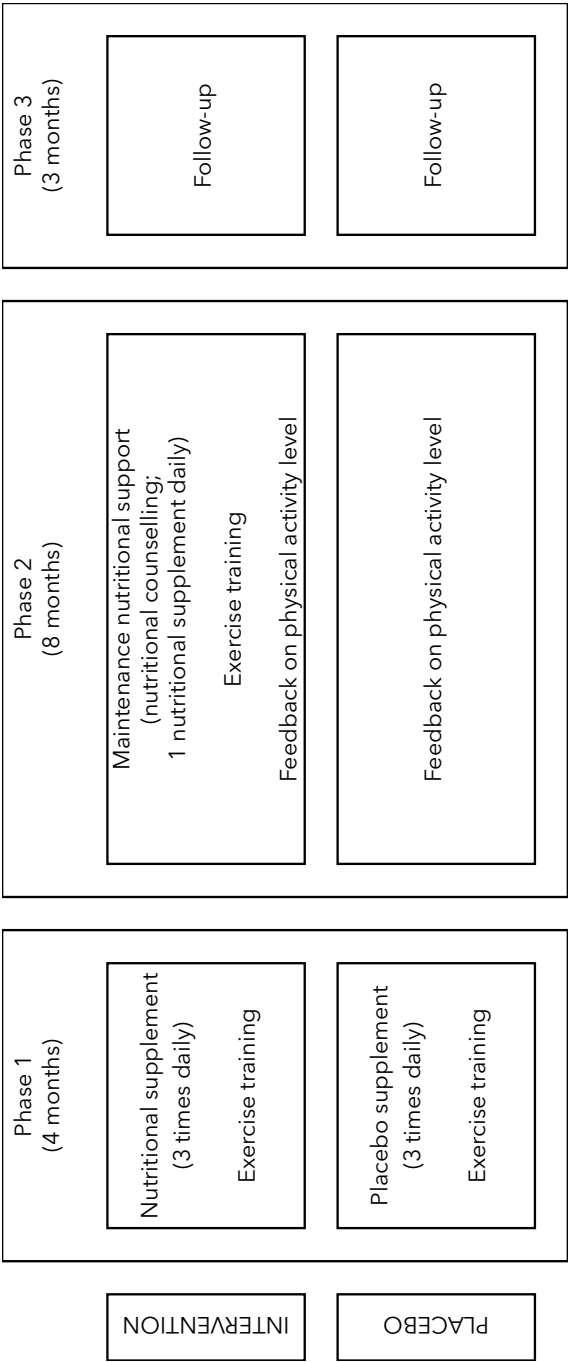 Phase 1
(4 months)
Phase 2
(8 months)
Phase 3
(3 months)
INTERVENTION
Nutritional supplement
(3 times daily)
Exercise training
Maintenance nutritional support
(nutritional counselling;
1 nutritional supplement daily)
Exercise training
Feedback on physical activity level
Follow-up
PLACEBO
Placebo supplement
(3 times daily)
Exercise training
Feedback on physical activity level
Follow-up